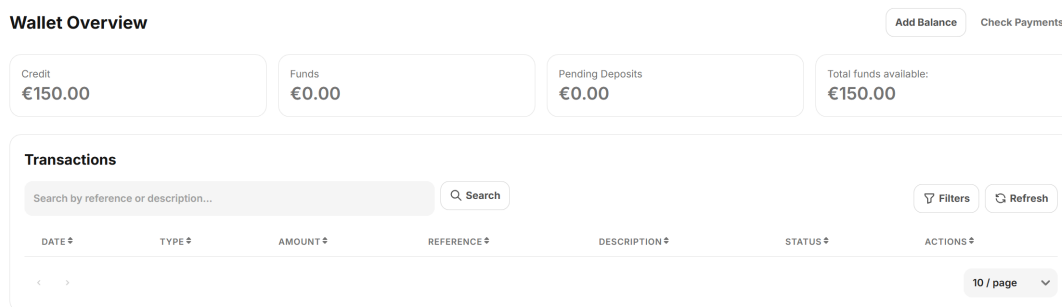 Wallet Overview
Add Balance
Check Payments
Credit
€150.00
Funds
€0.00
Pending Deposits
€0.00
Total funds available:
€150.00
Transactions
Search by reference or description...
Search
Filters
Refresh
DATE TYPE AMOUNT REFERENCE DESCRIPTION STATUS ACTIONS
10 / page